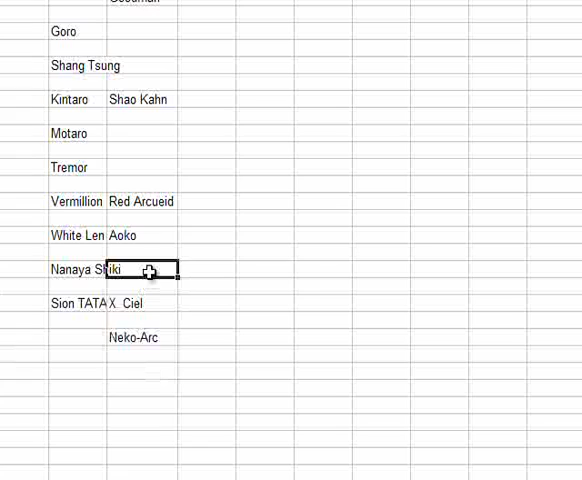 Goro
Shang Tsung
Kintaro Shao Kahn
Motaro
Tremor
Vermillion Red Arcueid
White Len Aoko
Nanaya Shiki
Sion TATA X. Ciel
Neko-Arc